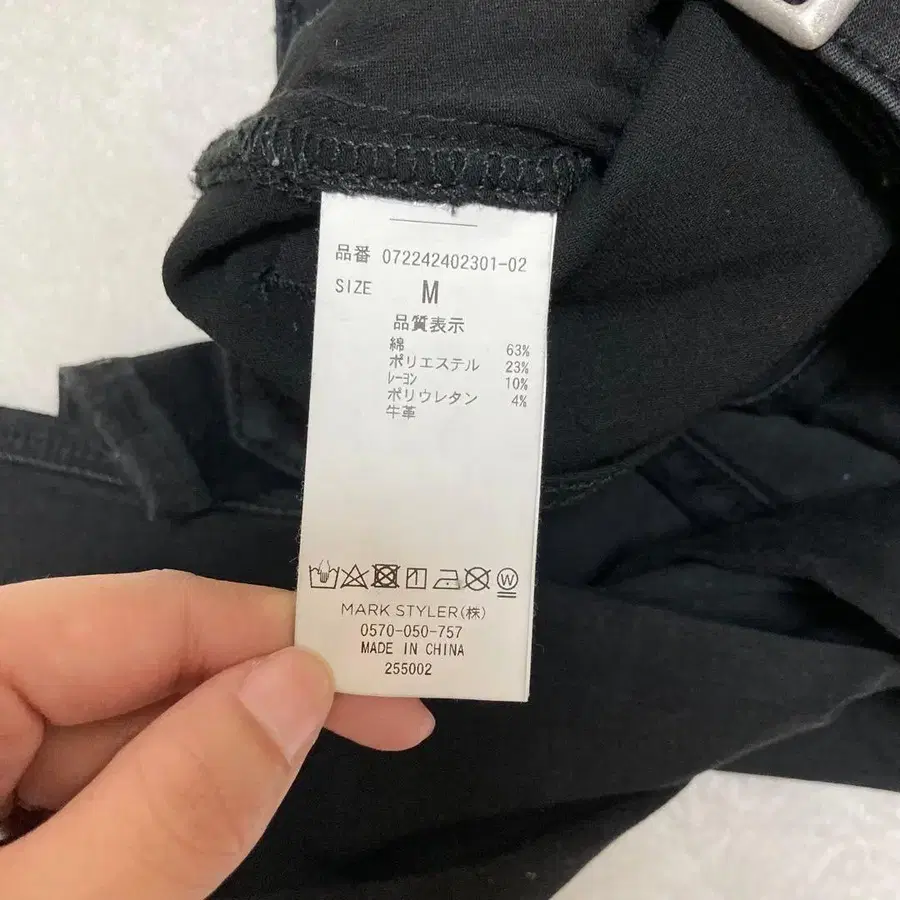 品番 072242402301-02
SIZE M
品質表示
綿 63%
ポリエステル 23%
レーヨン 10%
ポリウレタン 4%
牛革
W
MARK STYLER(株)
0570-050-757
MADE IN CHINA
255002